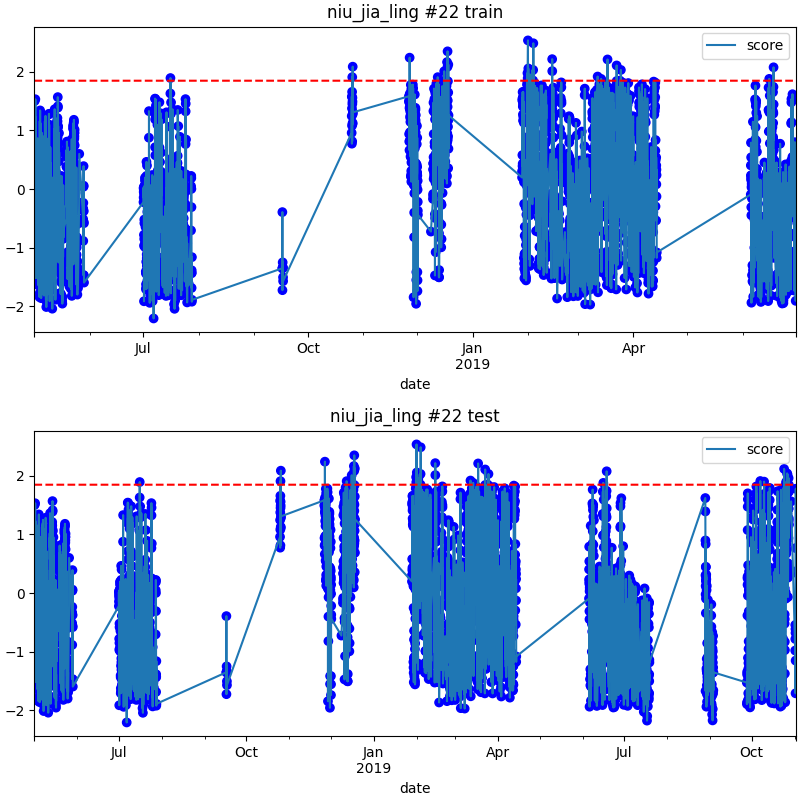 niu_jia_ling #22 train
score
2
1
0
−1
−2
Jul
Oct
Jan
2019
Apr
date
niu_jia_ling #22 test
score
2
1
0
−1
−2
Jul
Oct
Jan
2019
Apr
Jul
Oct
date